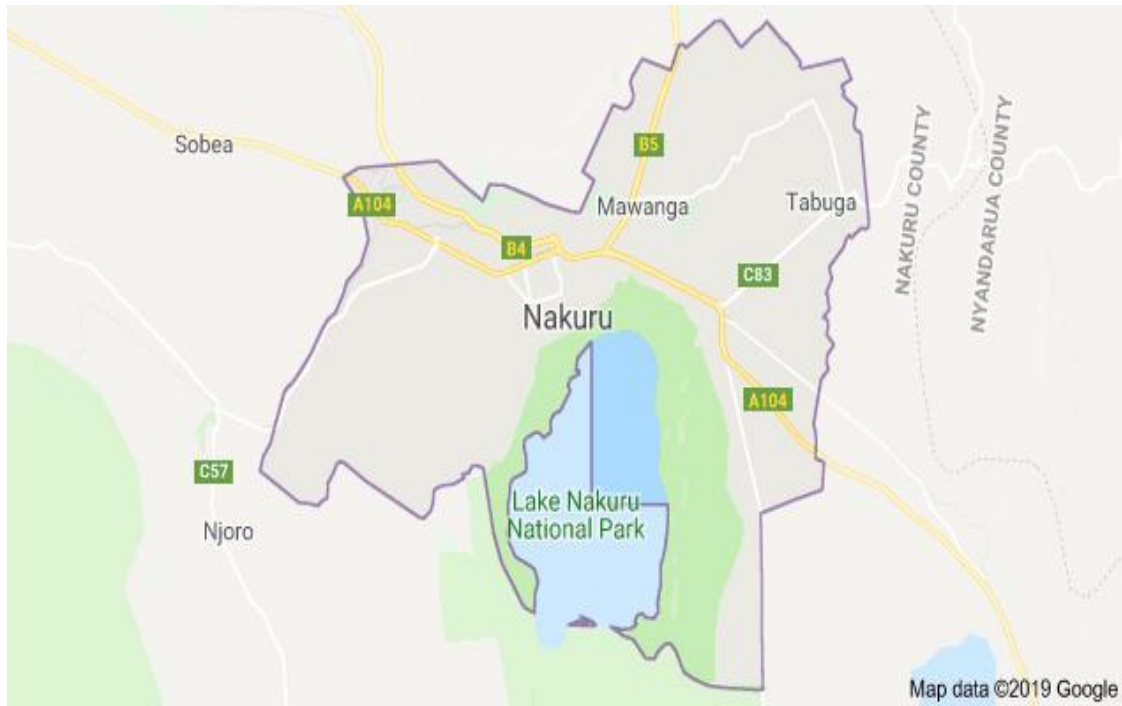 Sobea
A104
B5
Mawanga
Tabuga
B4
C83
Nakuru
NAKURU COUNTY
NYANDARUA COUNTY
A104
C57
Njoro
Lake Nakuru
National Park
Map data ©2019 Google